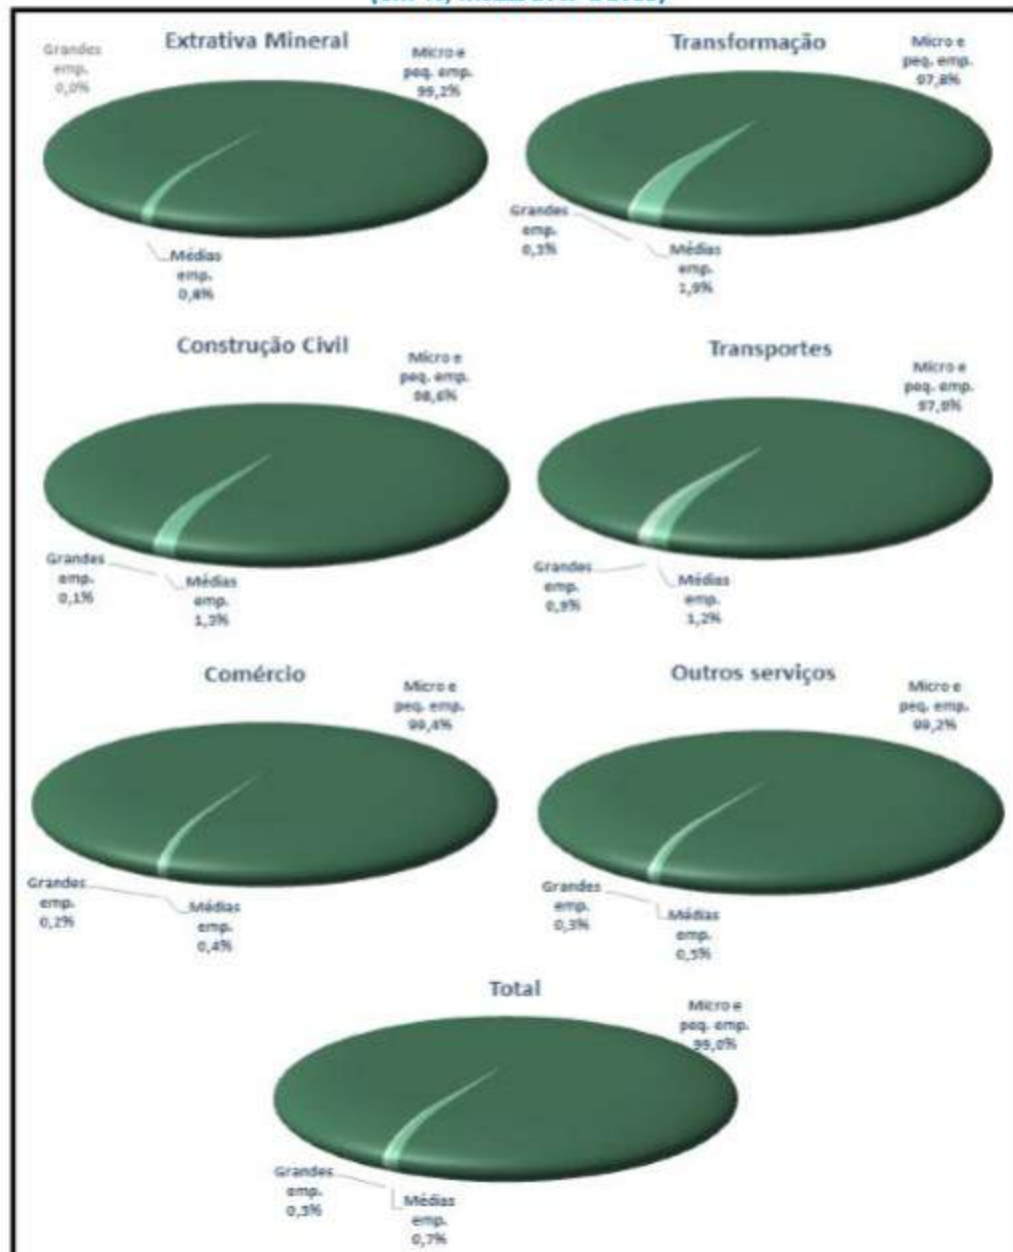 Extrativa Mineral
Grandes
emp.
0,0%
Micro e
peq. emp.
99,2%
Médias
emp.
0,8%
Transformação
Micro e
peq. emp.
97,8%
Grandes
emp.
0,3%
Médias
emp.
1,9%
Construção Civil
Micro e
peq. emp.
98,6%
Grandes
emp.
0,1%
Médias
emp.
1,3%
Transportes
Micro e
peq. emp.
97,9%
Grandes
emp.
0,9%
Médias
emp.
1,2%
Comércio
Micro e
peq. emp.
99,4%
Grandes
emp.
0,2%
Médias
emp.
0,4%
Outros serviços
Micro e
peq. emp.
99,2%
Grandes
emp.
0,3%
Médias
emp.
0,5%
Total
Micro e
peq. emp.
99,0%
Grandes
emp.
0,3%
Médias
emp.
0,7%